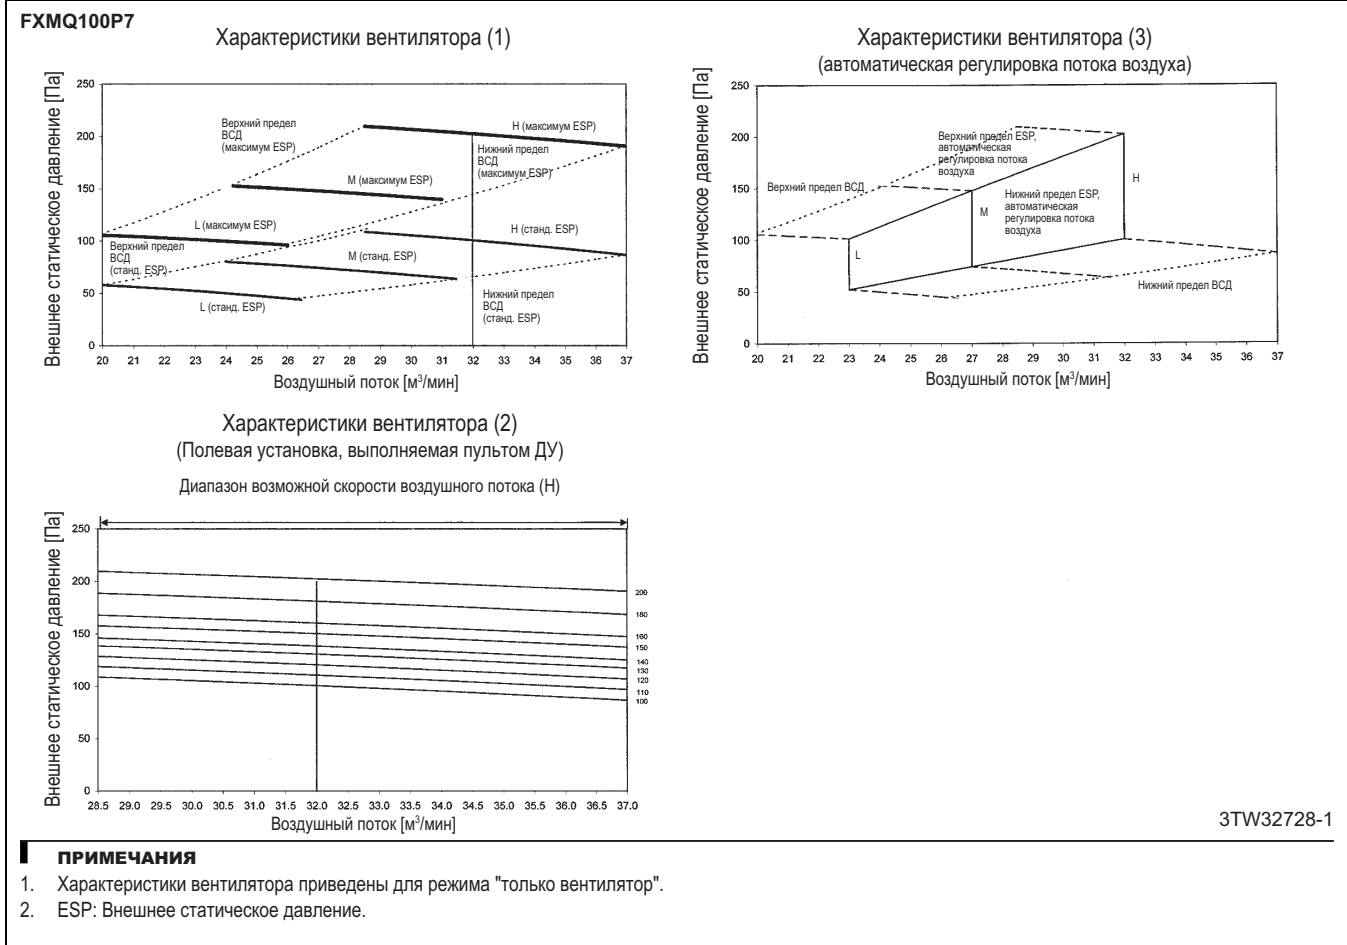 FXMQ100P7
Характеристики вентилятора (1)
Внешнее статическое давление [Па]
250
200
150
100
50
0
Верхний предел
ВСД
(максимум ESP)
H (максимум ESP)
Нижний предел
ВСД
(максимум ESP)
M (максимум ESP)
L (максимум ESP)
Верхний предел
ВСД
(станд. ESP)
H (станд. ESP)
M (станд. ESP)
L (станд. ESP)
Нижний предел
ВСД
(станд. ESP)
20 22 23 24 25 26 27 28 29 31 32 33 34 35 36 37
Воздушный поток [м³/мин]
Характеристики вентилятора (3)
(автоматическая регулировка потока воздуха)
Внешнее статическое давление [Па]
250
200
150
100
50
0
Верхний предел ESP,
автоматическая
регулировка потока
воздуха
Верхний предел ВСД
Нижний предел ESP,
автоматическая
регулировка потока
воздуха
H
M
L
Нижний предел ВСД
20 21 22 23 24 25 26 27 28 29 30 31 32 33 34 35 36 37
Воздушный поток [м³/мин]
Характеристики вентилятора (2)
(Полевая установка, выполняемая пультом ДУ)
Диапазон возможной скорости воздушного потока (H)
Внешнее статическое давление [Па]
250
200
150
100
50
0
200
180
160
150
140
130
120
110
100
28.5 29.0 29.5 30.0 30.5 31.0 31.5 32.0 32.5 33.0 33.5 34.0 34.5 35.0 35.5 36.0 36.5 37.0
Воздушный поток [м³/мин]
3TW32728-1
ПРИМЕЧАНИЯ
1. Характеристики вентилятора приведены для режима "только вентилятор".
2. ESP: Внешнее статическое давление.